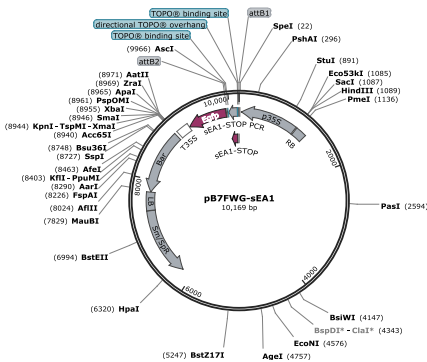 TOPO® binding site
attB1
directional TOPO® overhang
TOPO® binding site
(9966) AscI
attB2
SpeI (22)
PshAI (296)
StuI (891)
Eco53kI (1085)
SacI (1087)
HindIII (1089)
PmeI (1136)
(8971) AatII
(8969) ZraI
(8965) ApaI
(8961) PspOMI
(8955) XbaI
(8946) SmaI
(8944) KpnI - TspMI - XmaI
(8940) Acc65I
(8748) Bsu36I
(8727) SspI
(8463) AfeI
(8403) KflI - PpuMI
(8290) AarI
(8226) FspAI
(8024) AflII
(7829) MauBI
(6994) BstEII
(6320) HpaI
(5247) BstZ17I
AgeI (4757)
EcoNI (4576)
BspDI* - ClaI* (4343)
BsiWI (4147)
PasI (2594)
10,000
2000
4000
6000
8000
Egfp
p35S
sEA1-STOP PCR
sEA1-STOP
RB
T35S
Bar
LB
Sm/SpR
pB7FWG-sEA1
10,169 bp